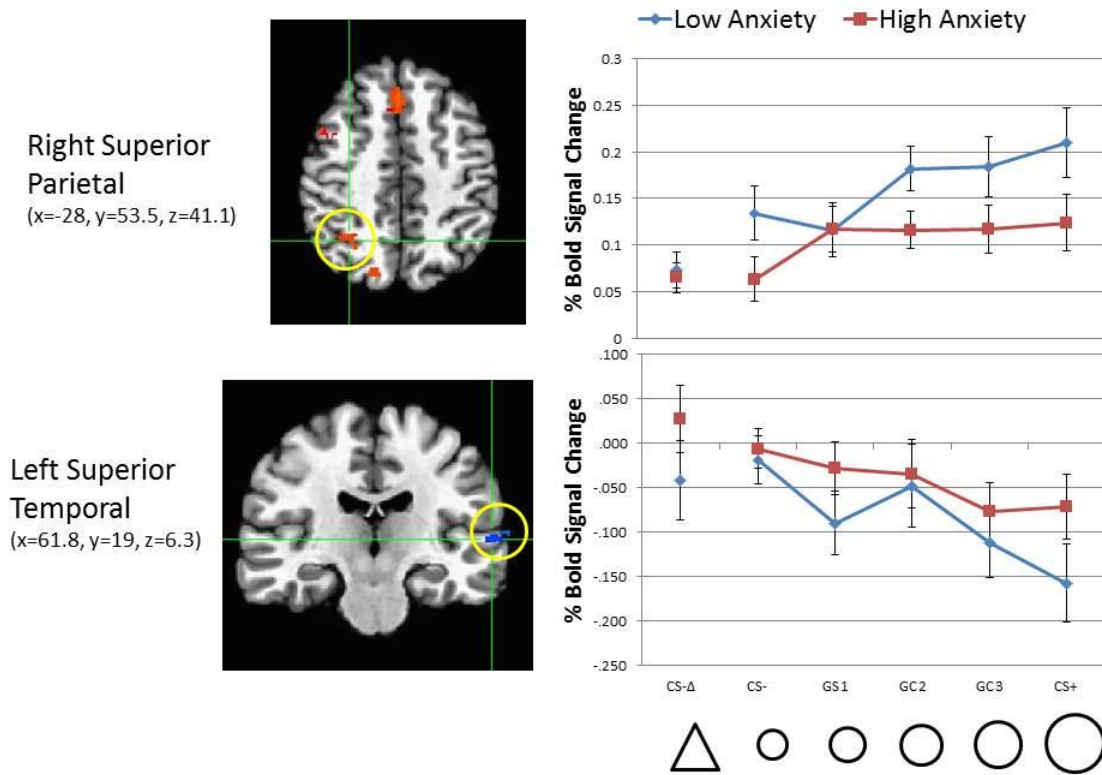 Low Anxiety High Anxiety
Right Superior
Parietal
(x=-28, y=53.5, z=41.1)
% Bold Signal Change
0.3
0.25
0.2
0.15
0.1
0.05
0
Left Superior
Temporal
(x=61.8, y=19, z=6.3)
% Bold Signal Change
.100
.050
.000
-.050
-.100
-.150
-.200
-.250
CS-Δ CS- GS1 GC2 GC3 CS+